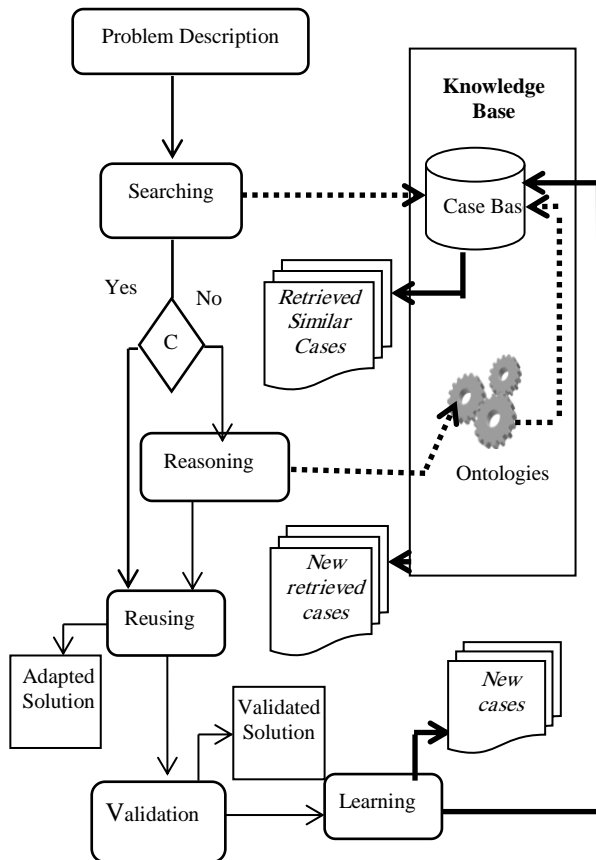 Problem Description
Knowledge
Base
Searching
Case Bas
Yes
No
Retrieved
Similar
Cases
C
Reasoning
Ontologies
New
retrieved
cases
Reusing
Adapted
Solution
Validated
Solution
New
cases
Validation
Learning